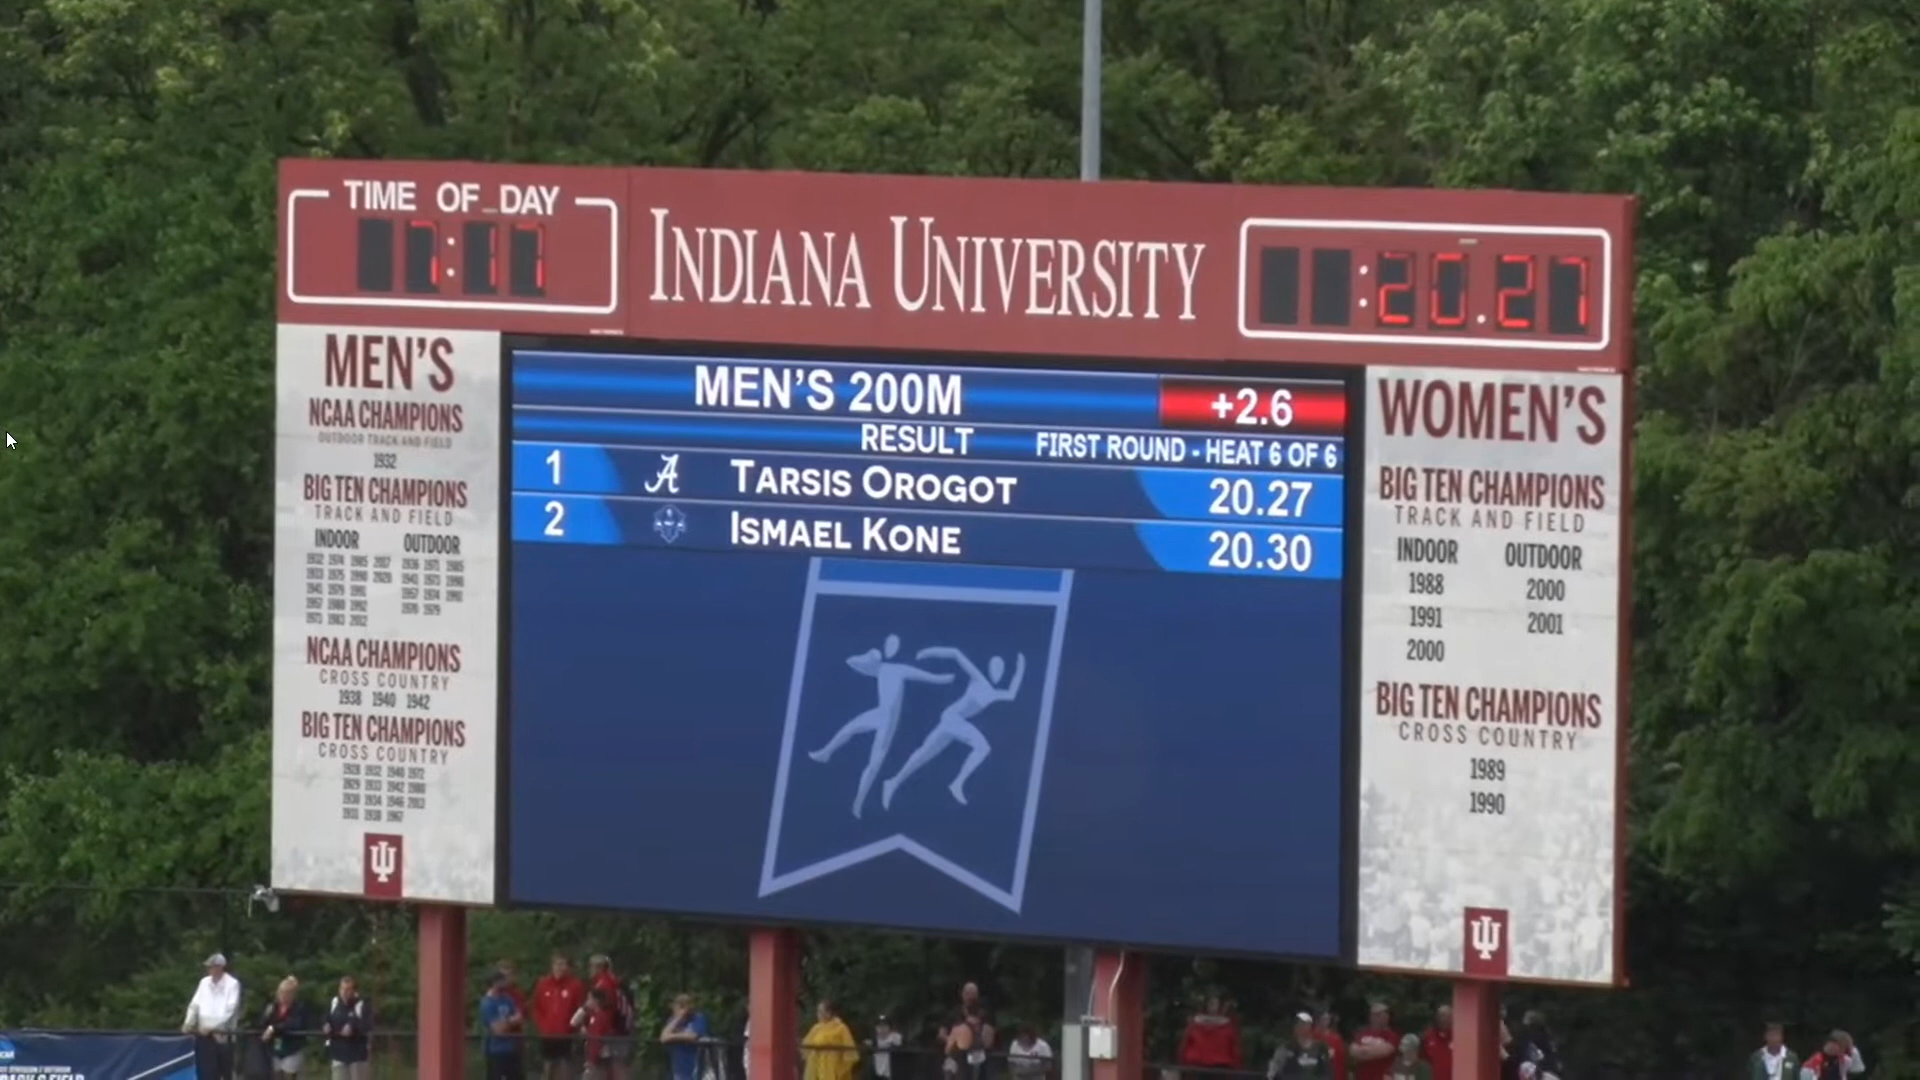 TIME OF DAY
7:17
INDIANA UNIVERSITY
:20.27
MEN'S
NCAA CHAMPIONS
OUTDOOR TRACK AND FIELD
1932
BIG TEN CHAMPIONS
TRACK AND FIELD
INDOOR OUTDOOR
NCAA CHAMPIONS
CROSS COUNTRY
1938 1940 1942
BIG TEN CHAMPIONS
CROSS COUNTRY
MEN'S 200M +2.6
RESULT FIRST ROUND - HEAT 6 OF 6
1 A TARSIS OROGOT 20.27
2 ISMAEL KONE 20.30
WOMEN'S
BIG TEN CHAMPIONS
TRACK AND FIELD
INDOOR OUTDOOR
1988 2000
1991 2001
2000
BIG TEN CHAMPIONS
CROSS COUNTRY
1989
1990